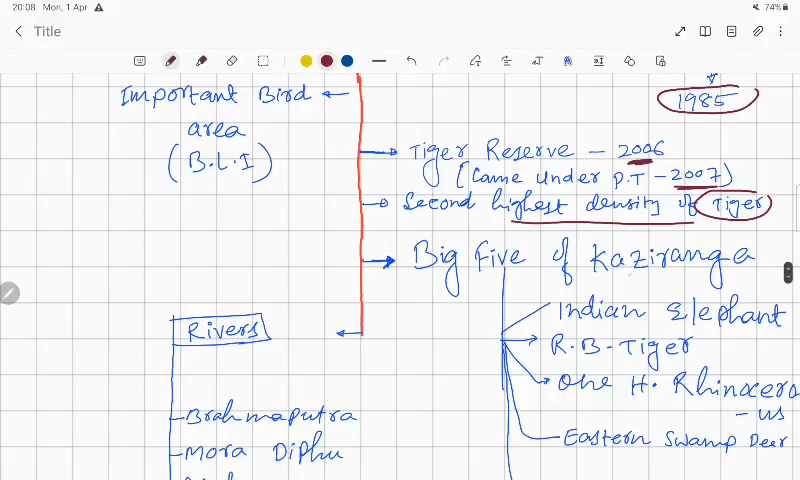 20:08 Mon, 1 Apr
74%
Title
Important Bird
area
(B.L.I)
1985
Tiger Reserve - 2006
(Came Under P.T - 2007)
Second highest density of Tiger
Big Five of Kaziranga
Indian Elephant
R.B-Tiger
One H. Rhinocero
- us
Eastern Swamp Deer
Rivers
Brahmaputra
Mora Diphu